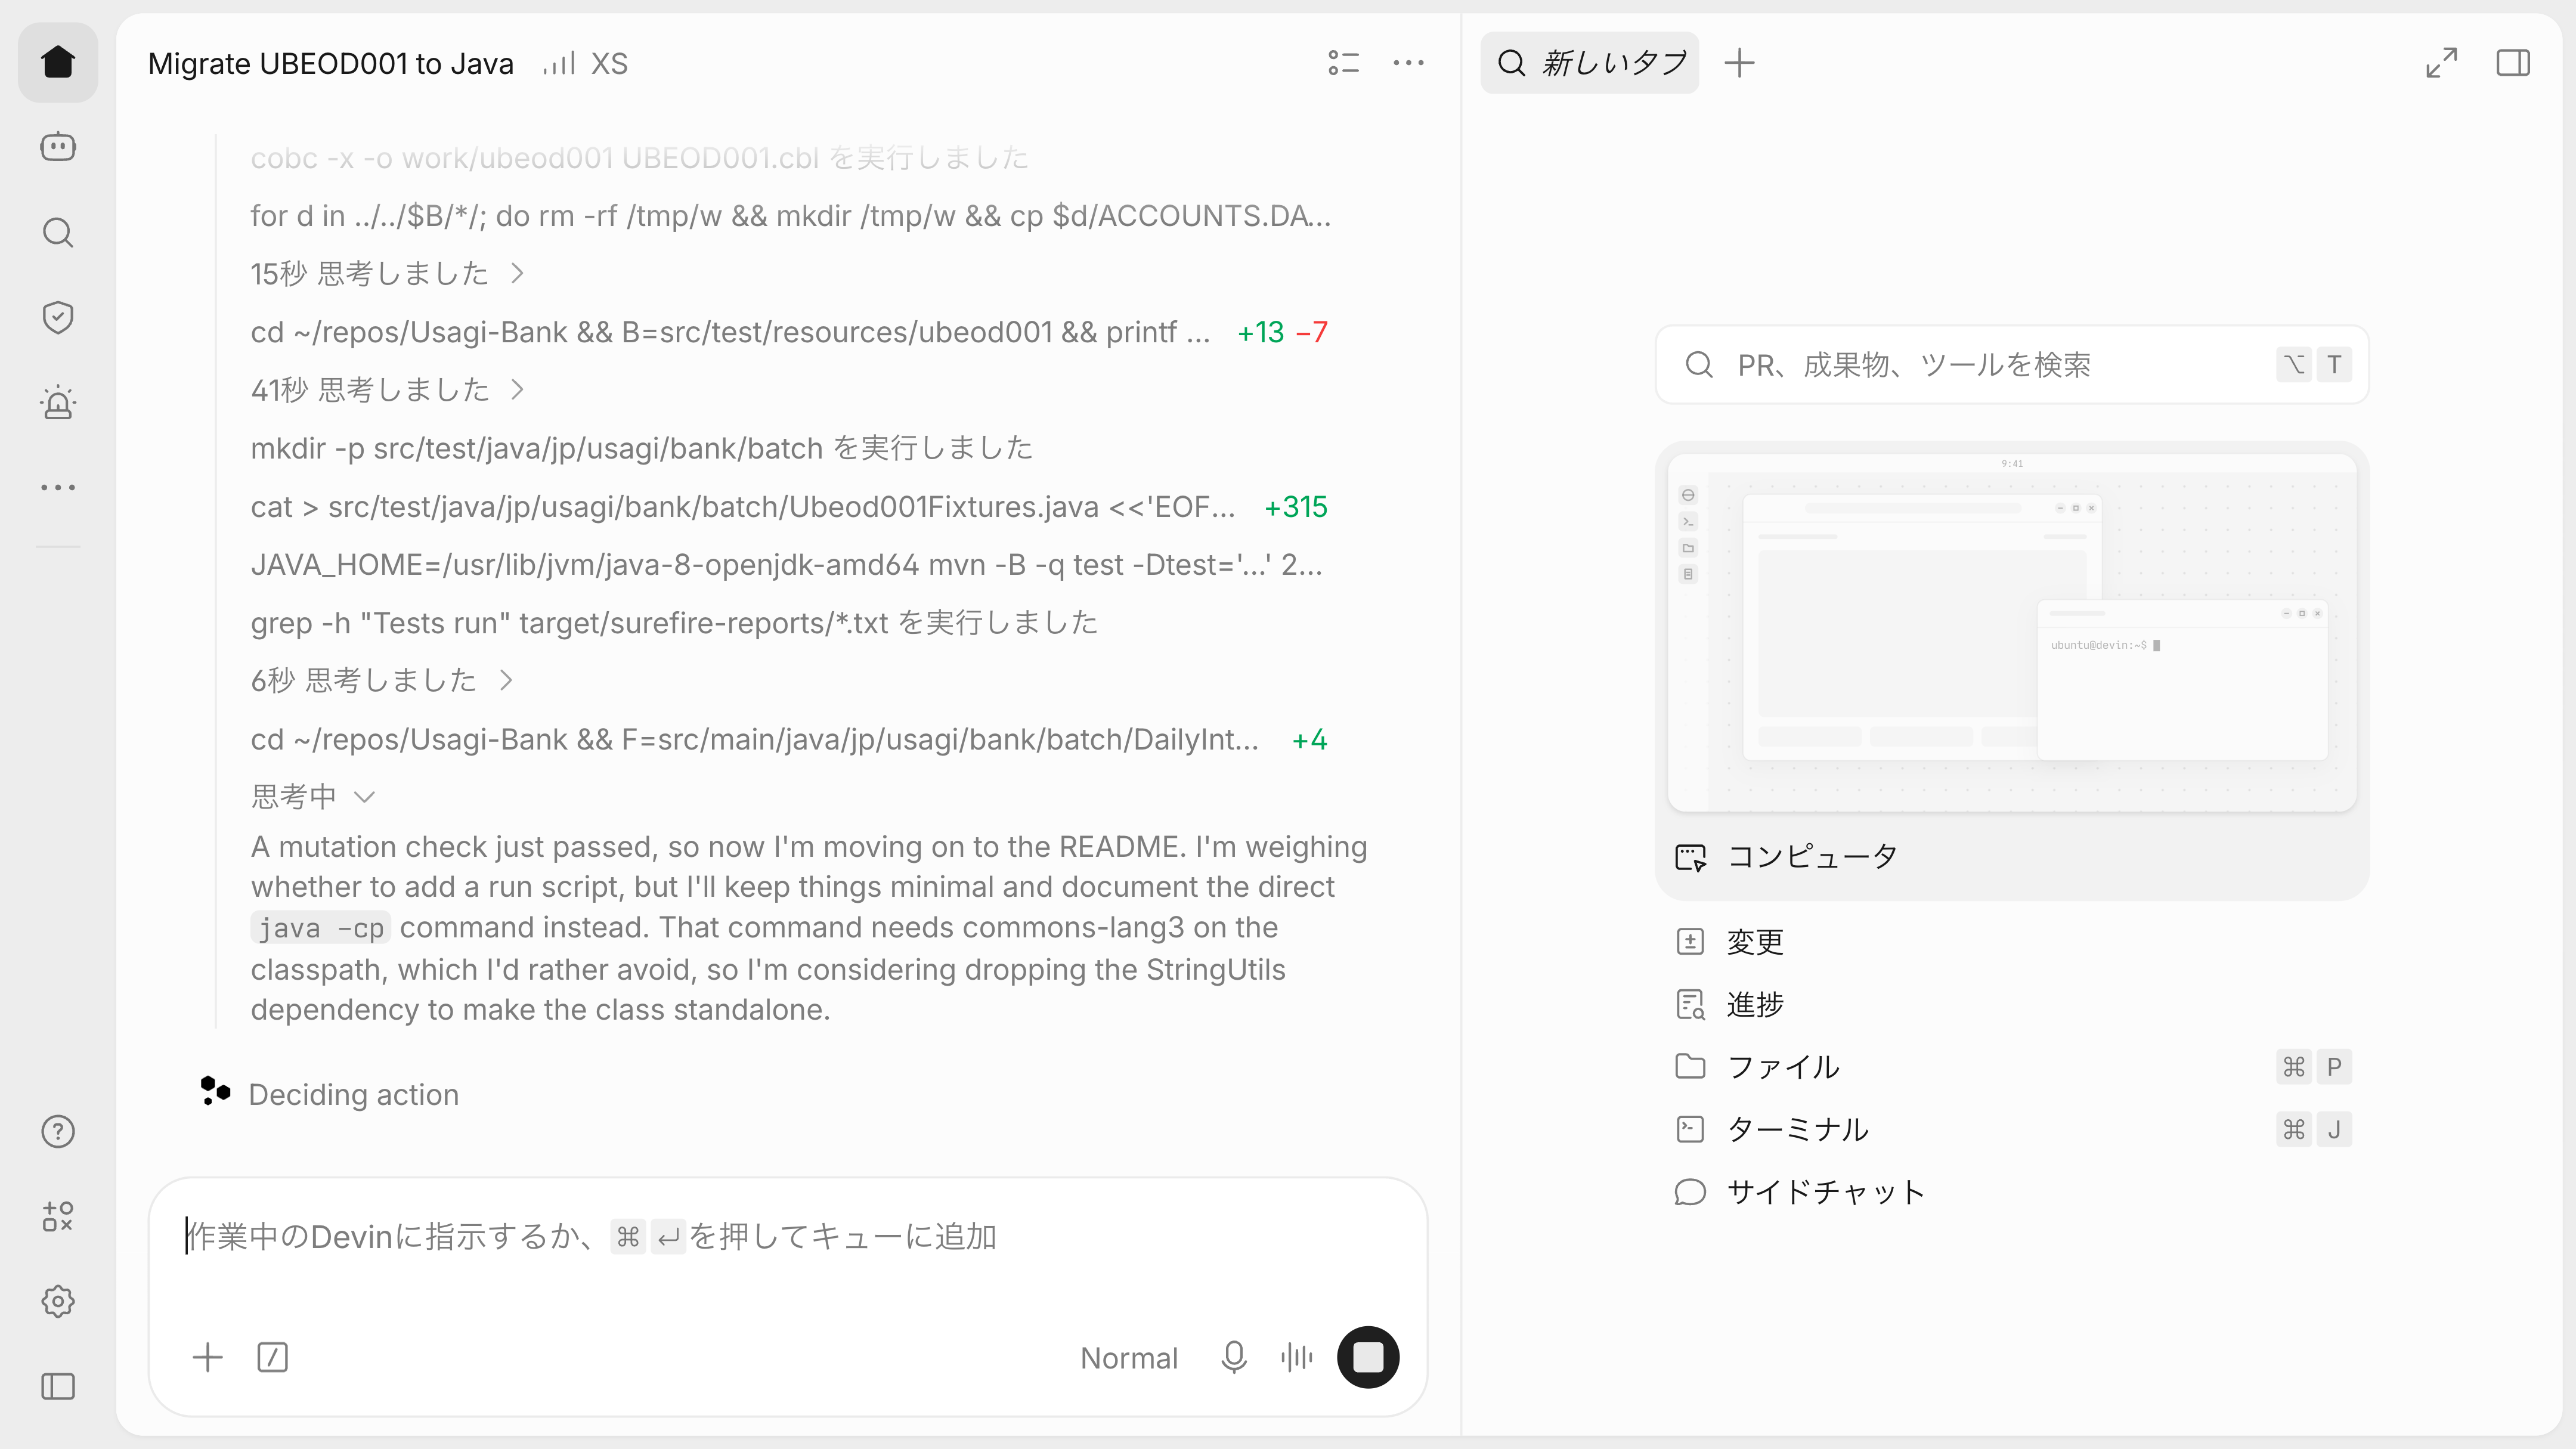 Migrate UBEOD001 to Java
XS
cobc -x -o work/ubeod001 UBEOD001.cbl を実行しました
for d in ../../$B/*/; do rm -rf /tmp/w && mkdir /tmp/w && cp $d/ACCOUNTS.DA...
15秒 思考しました
cd ~/repos/Usagi-Bank && B=src/test/resources/ubeod001 && printf ... +13 −7
41秒 思考しました
mkdir -p src/test/java/jp/usagi/bank/batch を実行しました
cat > src/test/java/jp/usagi/bank/batch/Ubeod001Fixtures.java <<'EOF... +315
JAVA_HOME=/usr/lib/jvm/java-8-openjdk-amd64 mvn -B -q test -Dtest='...' 2...
grep -h "Tests run" target/surefire-reports/*.txt を実行しました
6秒 思考しました
cd ~/repos/Usagi-Bank && F=src/main/java/jp/usagi/bank/batch/DailyInt... +4
思考中
A mutation check just passed, so now I'm moving on to the README. I'm weighing
whether to add a run script, but I'll keep things minimal and document the direct
java -cp command instead. That command needs commons-lang3 on the
classpath, which I'd rather avoid, so I'm considering dropping the StringUtils
dependency to make the class standalone.
Deciding action
作業中のDevinに指示するか、⌘↵を押してキューに追加
Normal
新しいタブ
PR、成果物、ツールを検索
⌥ T
9:41
ubuntu@devin:~$
コンピュータ
変更
進捗
ファイル
⌘ P
ターミナル
⌘ J
サイドチャット